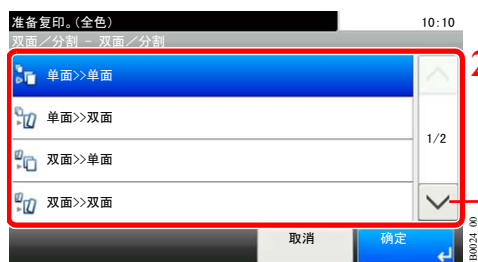 准备复印。(全色)
10:10
双面／分割 - 双面／分割
2
单面>>单面
单面>>双面
1/2
双面>>单面
双面>>双面
取消
确定
B0024_00